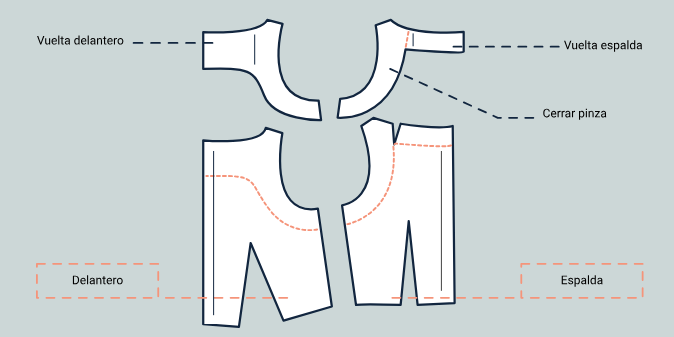 Vuelta delantero
Vuelta espalda
Cerrar pinza
Delantero
Espalda